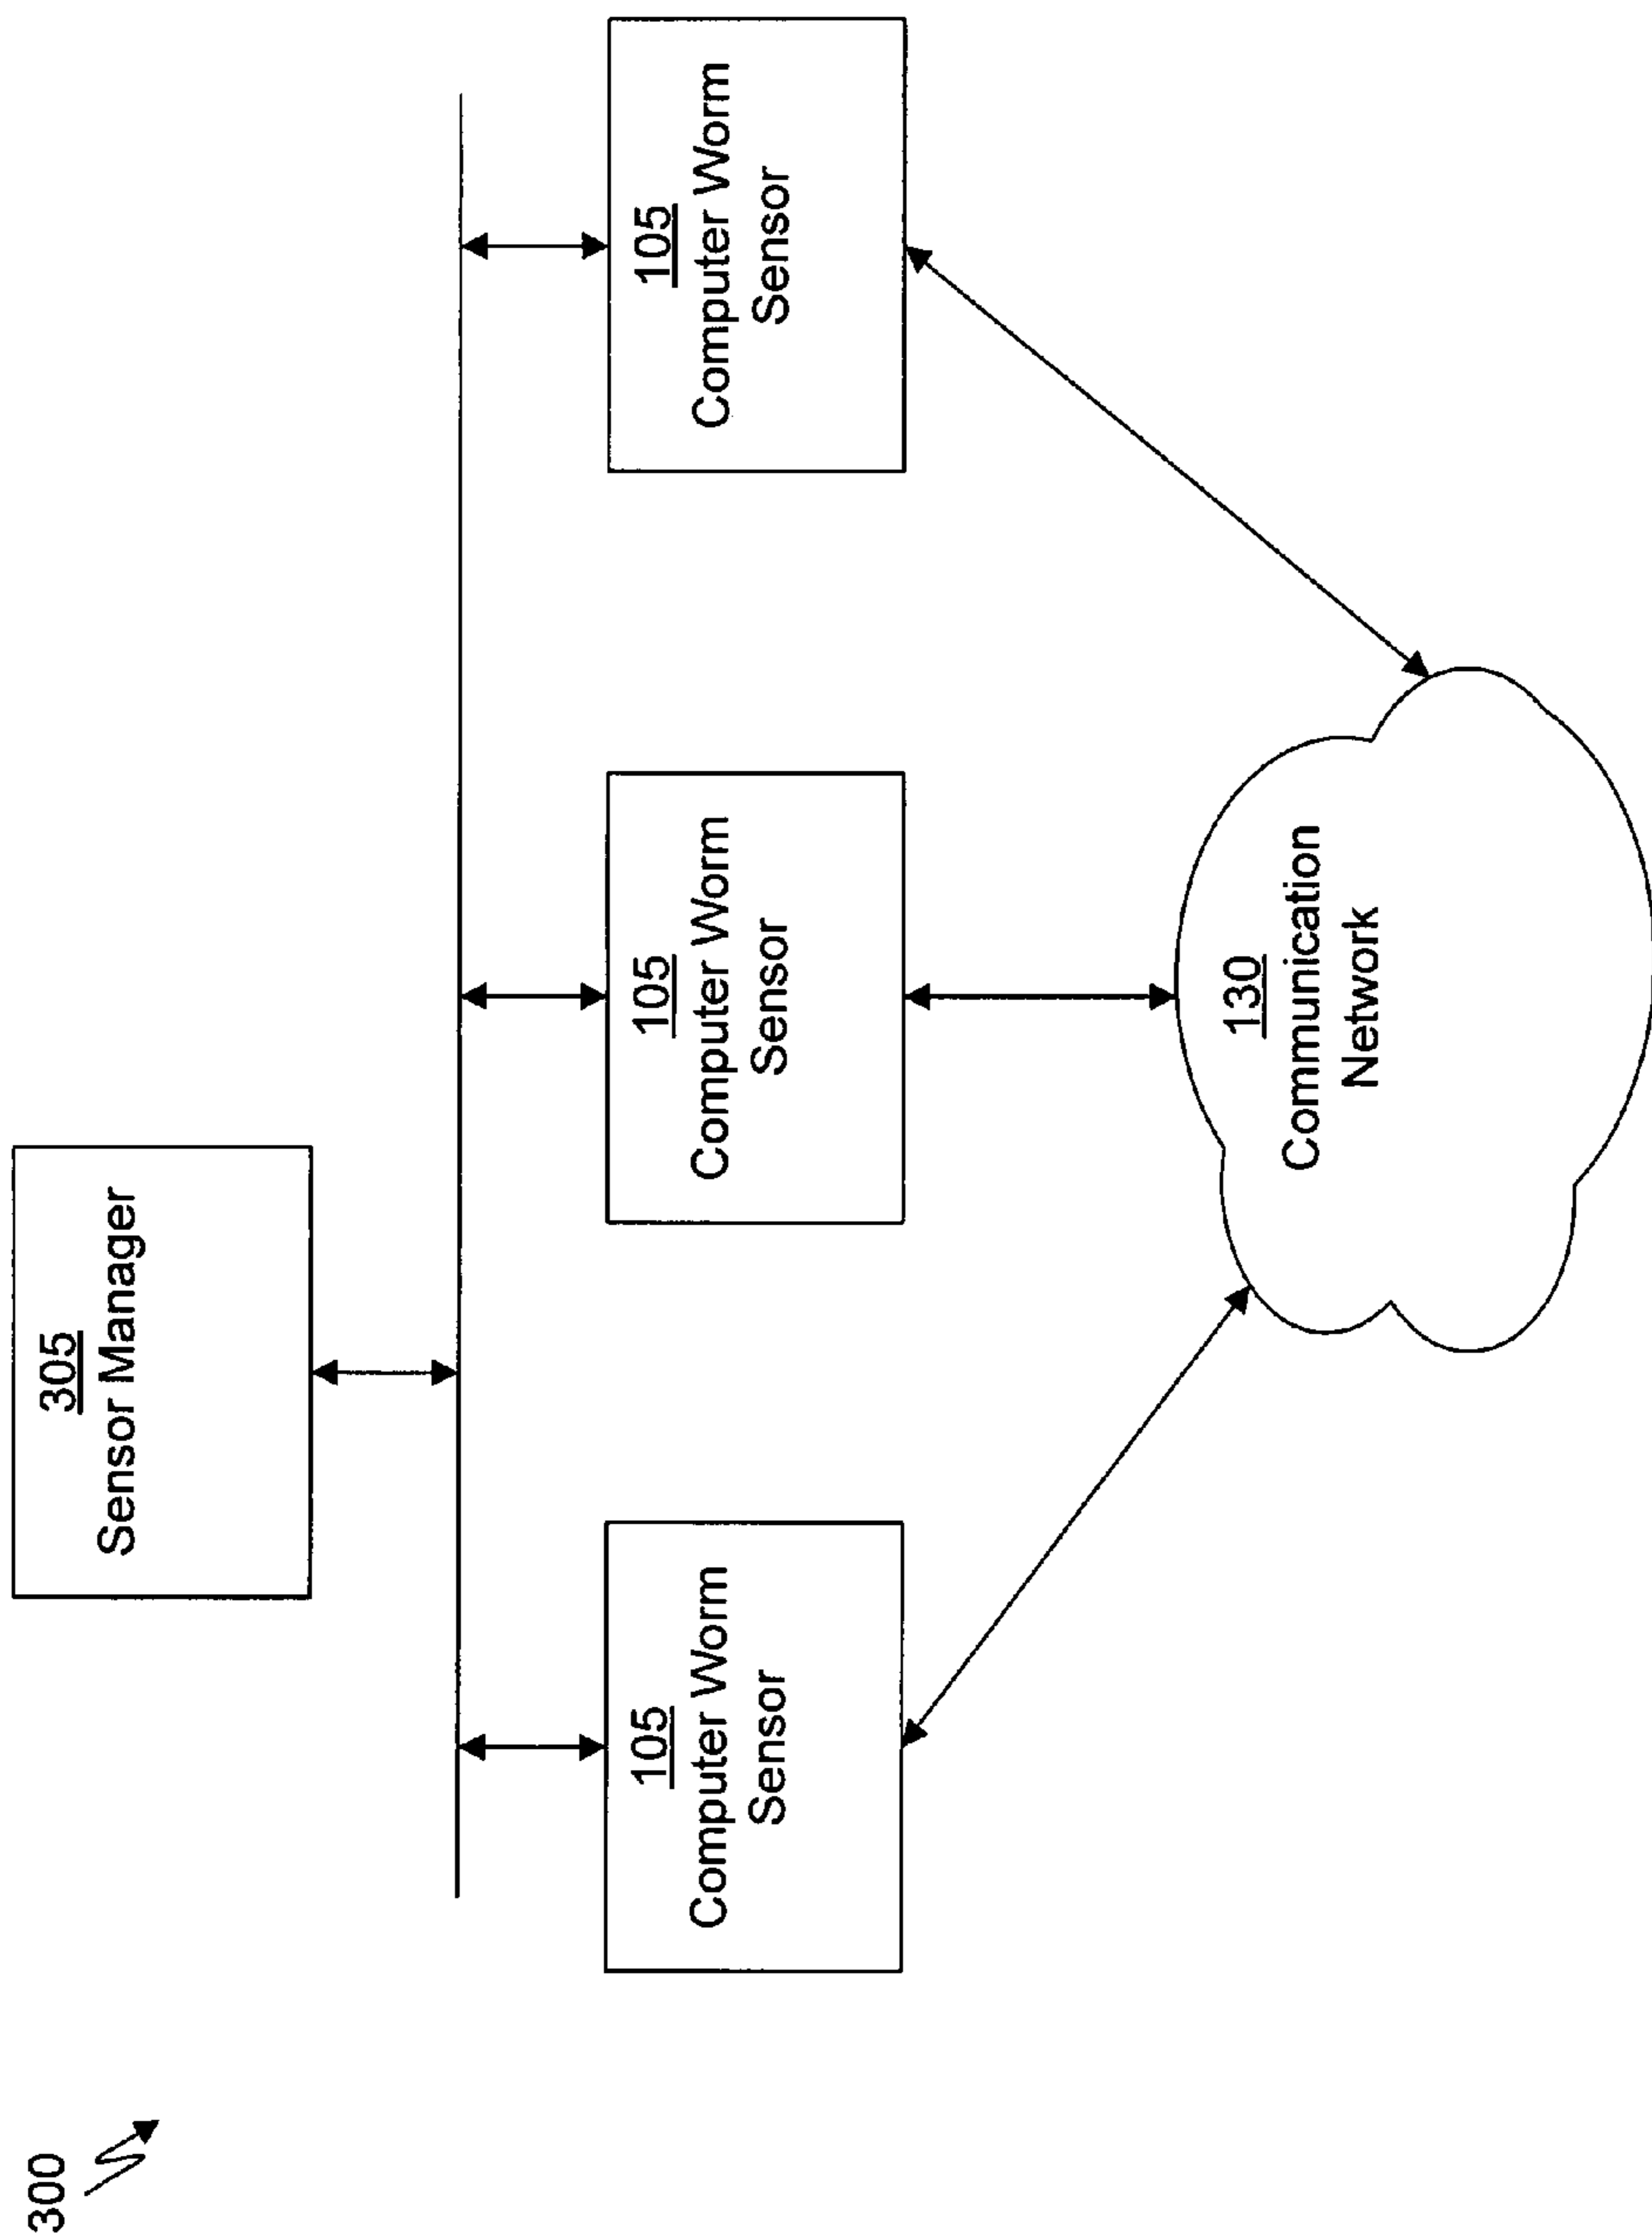 300
305
Sensor Manager
105
Computer Worm
Sensor
105
Computer Worm
Sensor
105
Computer Worm
Sensor
130
Communication
Network